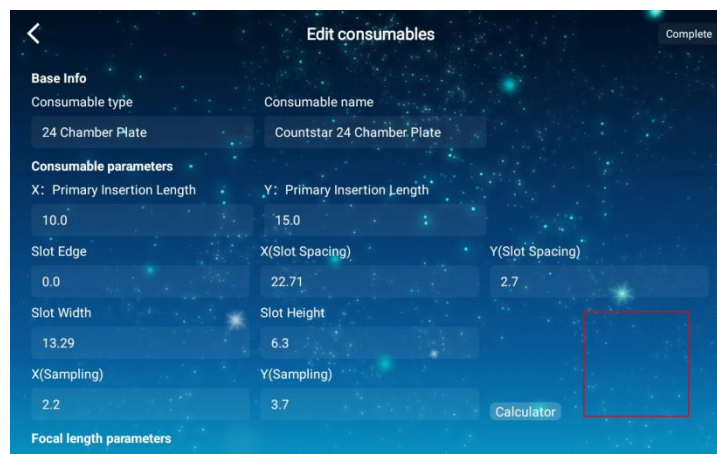 Edit consumables
Complete
Base Info
Consumable type Consumable name
24 Chamber Plate Countstar 24 Chamber Plate
Consumable parameters
X: Primary Insertion Length Y: Primary Insertion Length
10.0 15.0
Slot Edge X(Slot Spacing) Y(Slot Spacing)
0.0 22.71 2.7
Slot Width Slot Height
13.29 6.3
X(Sampling) Y(Sampling)
2.2 3.7 Calculator
Focal length parameters